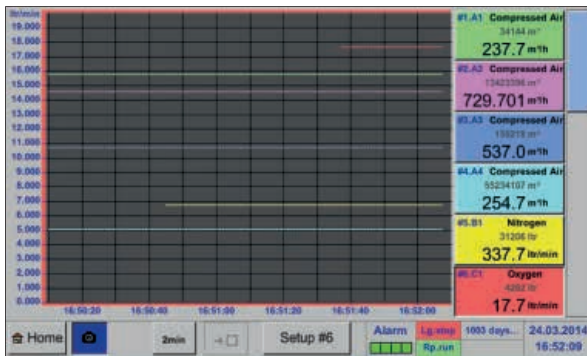 ltr/min
19.000
18.000
17.000
16.000
15.000
14.000
13.000
12.000
11.000
10.000
9.000
8.000
7.000
6.000
5.000
4.000
3.000
2.000
1.000
0.000
16:50:20 16:50:40 16:51:00 16:51:20 16:51:40 16:52:00
#1.A1 Compressed Air
34144 m³
237.7 m³/h
#2.A2 Compressed Air
13423396 m³
729.701 m³/h
#3.A3 Compressed Air
m³
537.0 m³/h
#4.A4 Compressed Air
55234107 m³
254.7 m³/h
#5.B1 Nitrogen
31206 ltr
337.7 ltr/min
#6.C1 Oxygen
4262 ltr
17.7 ltr/min
Home
2min
Setup #6
Alarm
Lg.stop
Rp.run
1003 days...
24.03.2014
16:52:09